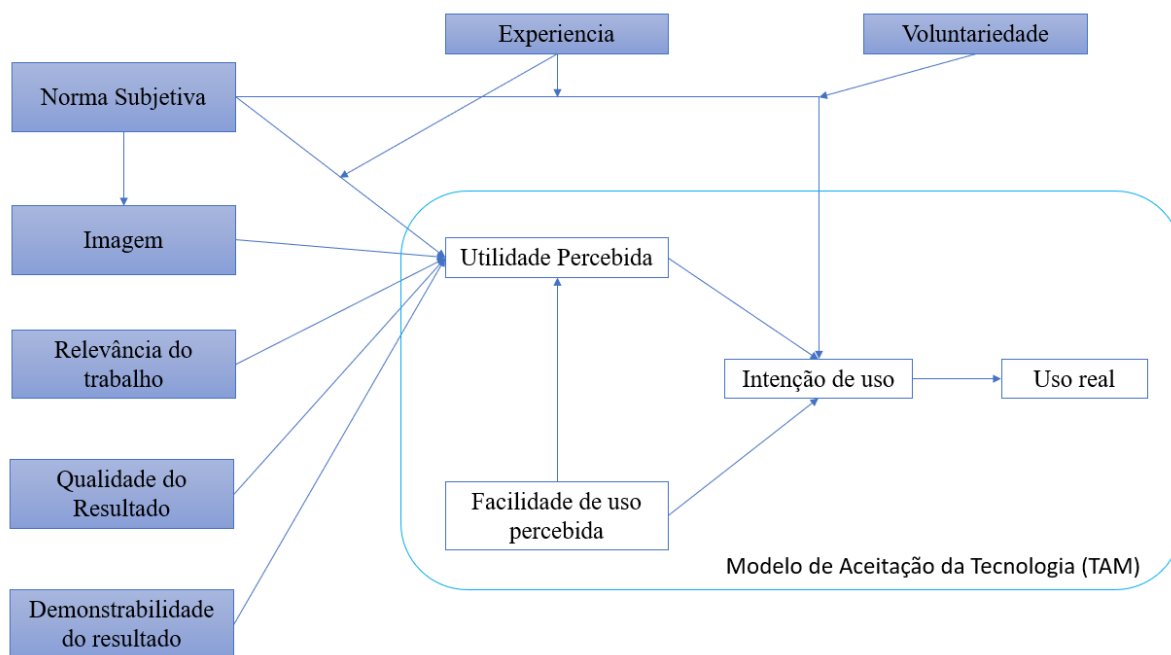 Experiencia
Voluntariedade
Norma Subjetiva
Imagem
Utilidade Percebida
Relevância do
trabalho
Intenção de uso
Uso real
Qualidade do
Resultado
Facilidade de uso
percebida
Modelo de Aceitação da Tecnologia (TAM)
Demonstrabilidade
do resultado